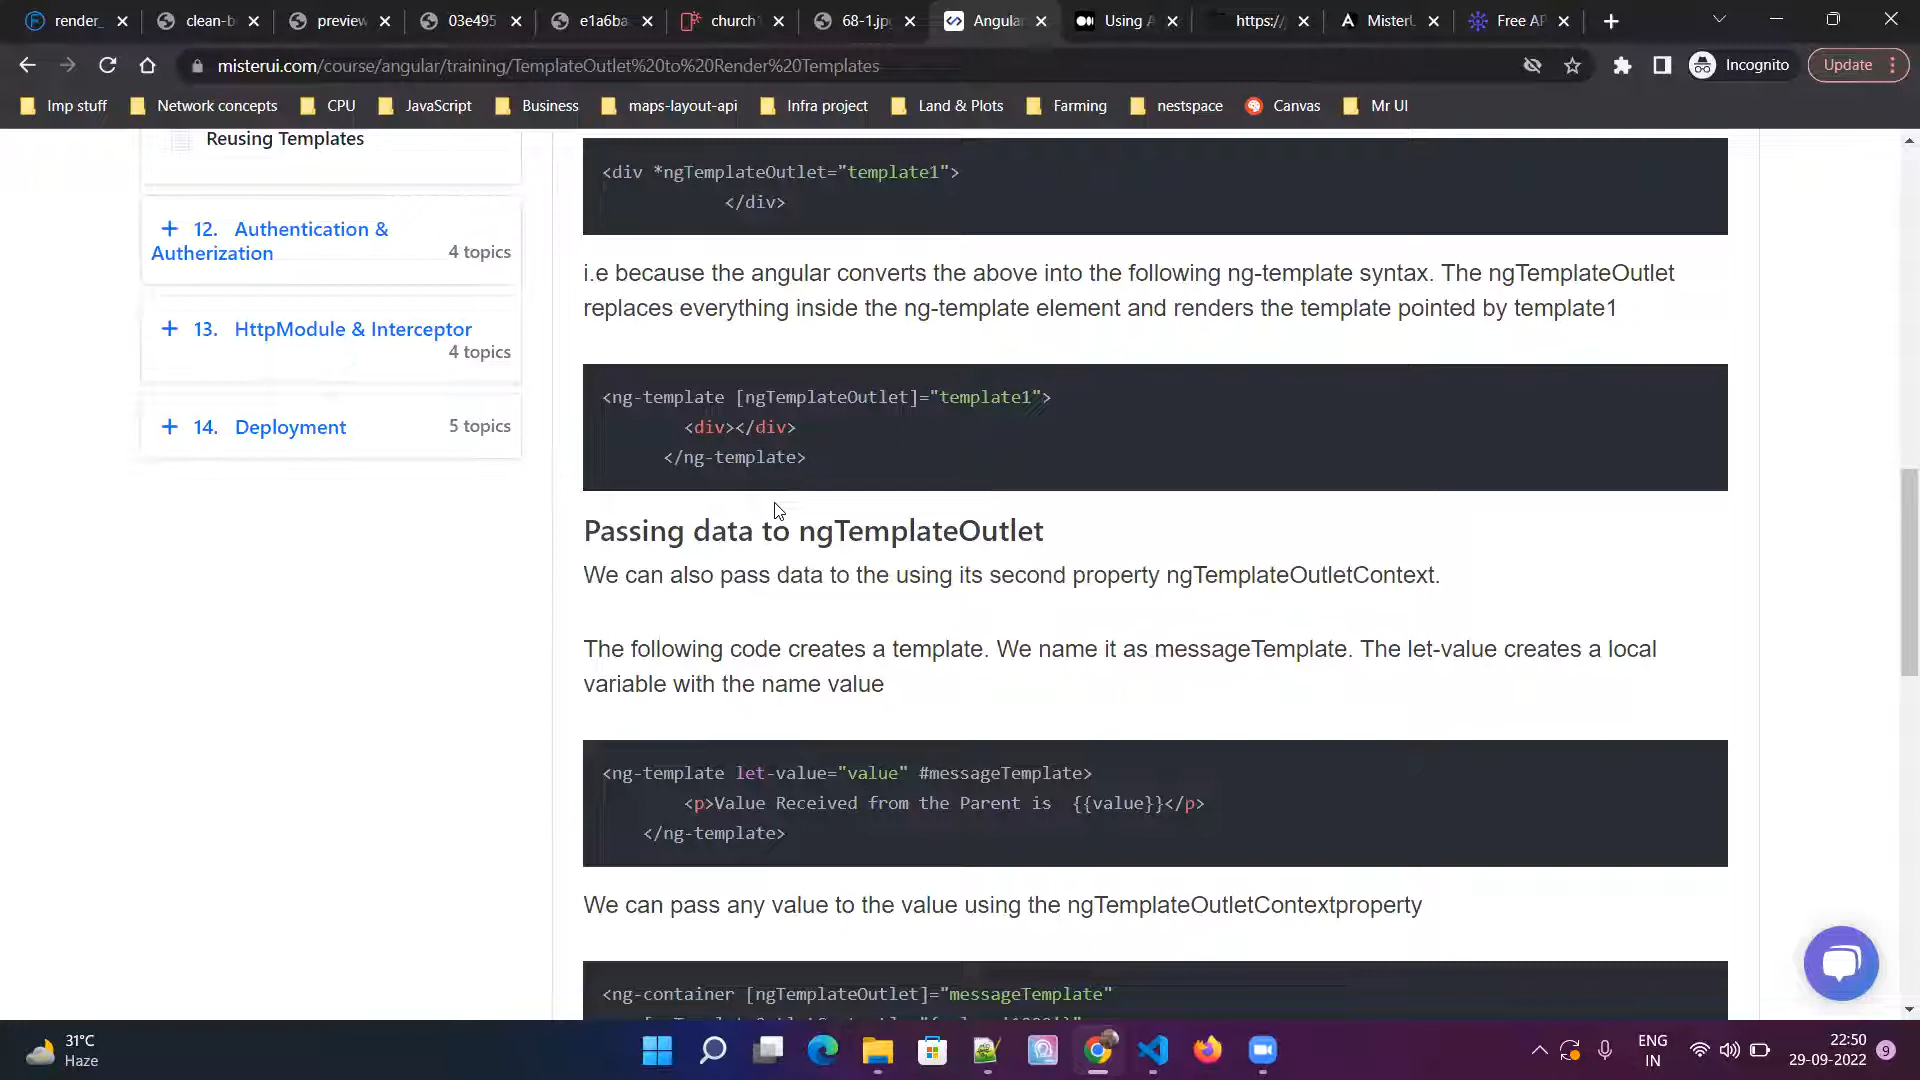 render_
clean-b
preview
03e495
e1a6ba
church
68-1.jp
Angular
Using A
https://
MisterU
Free AP
misterui.com/course/angular/training/TemplateOutlet%20to%20Render%20Templates
Incognito
Update
Imp stuff
Network concepts
CPU
JavaScript
Business
maps-layout-api
Infra project
Land & Plots
Farming
nestspace
Canvas
Mr UI
Reusing Templates
+ 12. Authentication &
Autherization
4 topics
+ 13. HttpModule & Interceptor
4 topics
+ 14. Deployment
5 topics
<div *ngTemplateOutlet="template1">
</div>
i.e because the angular converts the above into the following ng-template syntax. The ngTemplateOutlet
replaces everything inside the ng-template element and renders the template pointed by template1
<ng-template [ngTemplateOutlet]="template1">
<div></div>
</ng-template>
Passing data to ngTemplateOutlet
We can also pass data to the using its second property ngTemplateOutletContext.
The following code creates a template. We name it as messageTemplate. The let-value creates a local
variable with the name value
<ng-template let-value="value" #messageTemplate>
<p>Value Received from the Parent is {{value}}</p>
</ng-template>
We can pass any value to the value using the ngTemplateOutletContextproperty
<ng-container [ngTemplateOutlet]="messageTemplate"
31°C
Haze
ENG
IN
22:50
29-09-2022
9